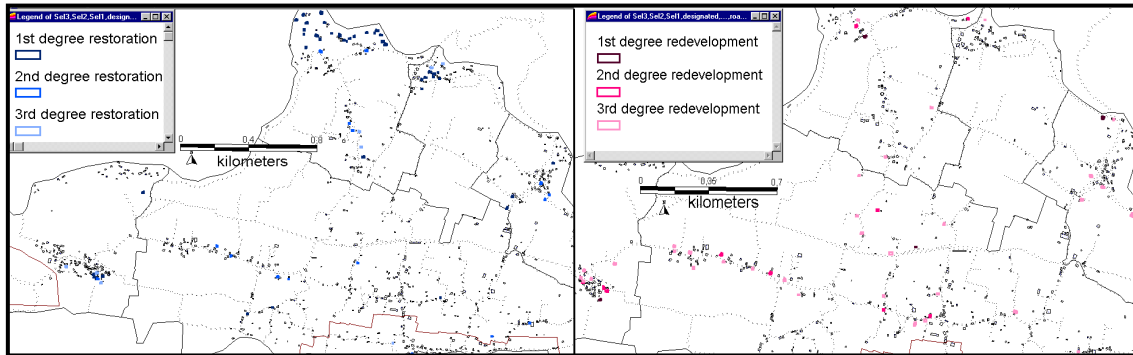 Legend of Sel3,Sel2,Sel1,design...
1st degree restoration
2nd degree restoration
3rd degree restoration
0 0.4 0.8
kilometers
Legend of Sel3,Sel2,Sel1,designated,....,roa...
1st degree redevelopment
2nd degree redevelopment
3rd degree redevelopment
0 0.35 0.7
kilometers